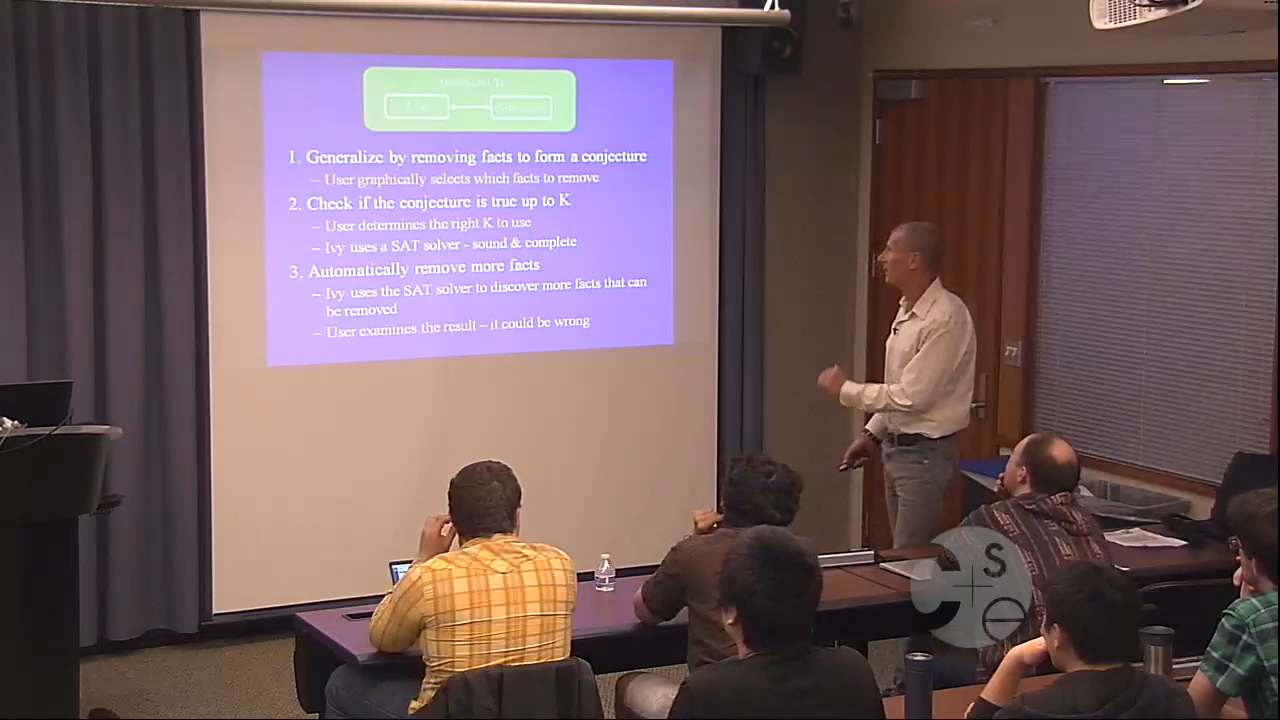 1. Generalize by removing facts to form a conjecture
– User graphically selects which facts to remove
2. Check if the conjecture is true up to K
– User determines the right K to use
– Ivy uses a SAT solver - sound & complete
3. Automatically remove more facts
– Ivy uses the SAT solver to discover more facts that can
be removed
– User examines the result – it could be wrong
c s
e